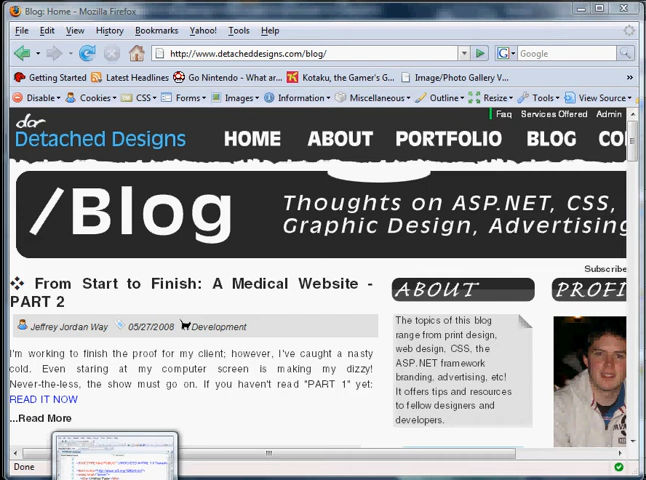 Blog: Home - Mozilla Firefox
File Edit View History Bookmarks Yahoo! Tools Help
http://www.detacheddesigns.com/blog/
Google
Getting Started Latest Headlines Go Nintendo - What ar... Kotaku, the Gamer's G... Image/Photo Gallery V... »
Disable Cookies CSS Forms Images Information Miscellaneous Outline Resize Tools View Source
Faq Services Offered Admin
Detached Designs HOME ABOUT PORTFOLIO BLOG CO
/Blog
Thoughts on ASP.NET, CSS,
Graphic Design, Advertising
Subscribe
From Start to Finish: A Medical Website -
PART 2
Jeffrey Jordan Way 05/27/2008 Development
I'm working to finish the proof for my client; however, I've caught a nasty
cold. Even staring at my computer screen is making my dizzy!
Never-the-less, the show must go on. If you haven't read "PART 1" yet:
READ IT NOW
...Read More
ABOUT
The topics of this blog
range from print design,
web design, CSS, the
ASP.NET framework
branding, advertising, etc!
It offers tips and resources
to fellow designers and
developers.
PROFI
Done